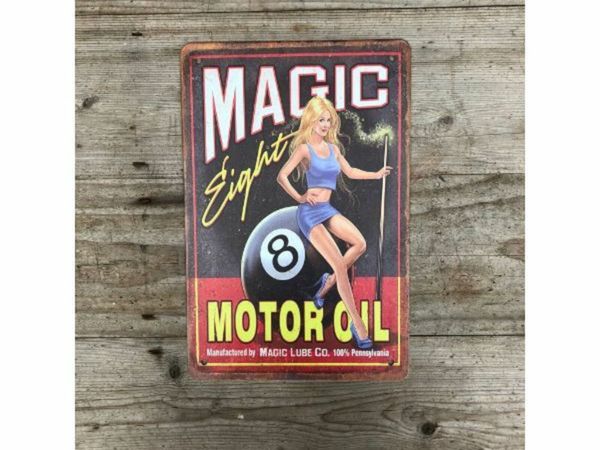 MAGIC
Eight
8
MOTOR OIL
Manufactured by MAGIC LUBE CO. 100% Pennsylvania